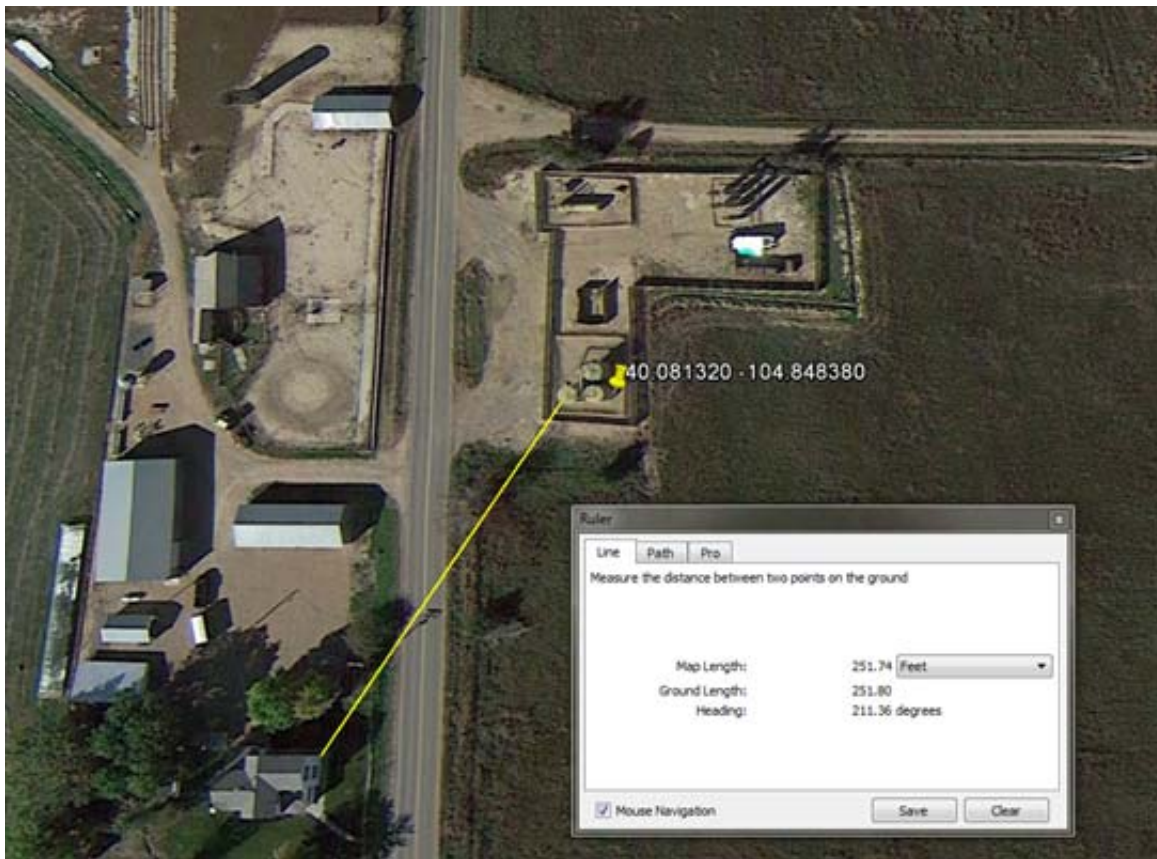 40.081320 -104.848380
Ruler
Line Path Pro
Measure the distance between two points on the ground
Map Length: 251.74 Feet
Ground Length: 251.80
Heading: 211.36 degrees
Mouse Navigation Save Clear